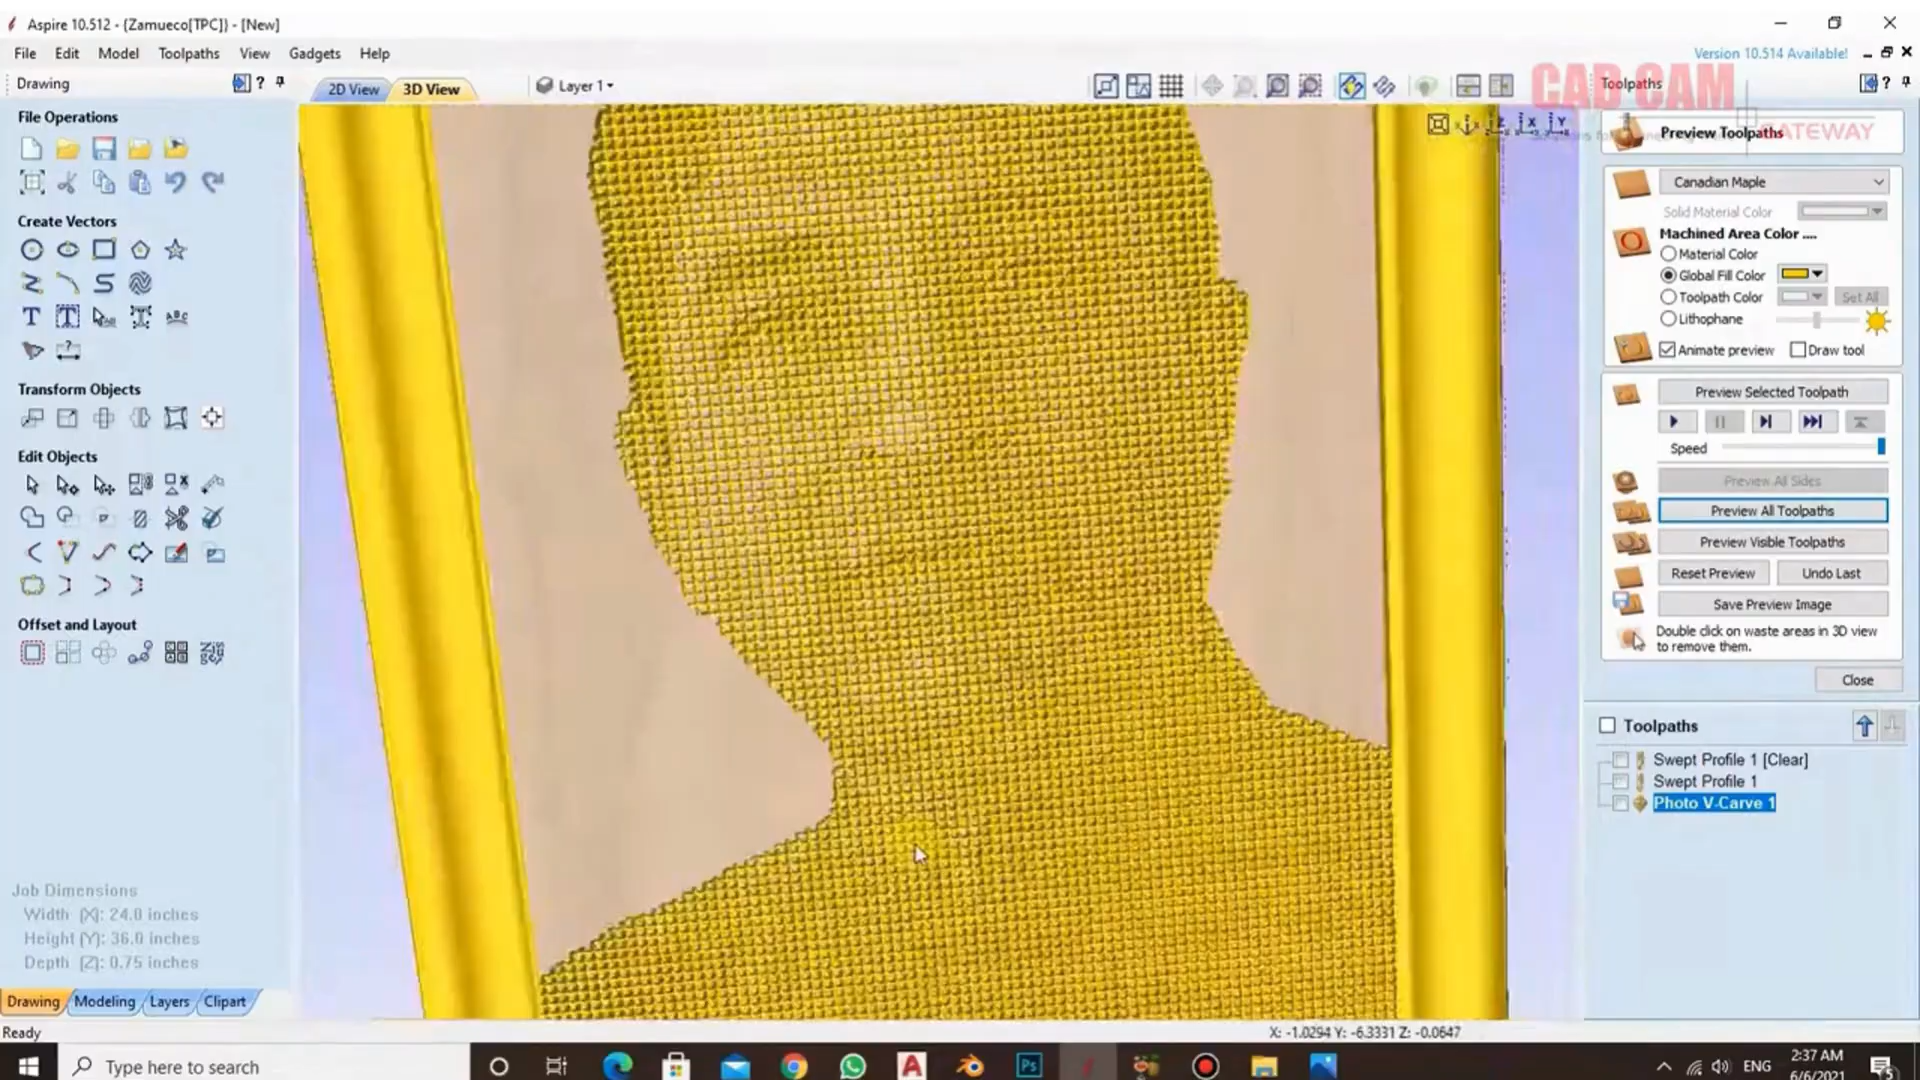 Aspire 10.512 - {Zamueco[TPC]} - [New]
File Edit Model Toolpaths View Gadgets Help
Version 10.514 Available!
Drawing
2D View
3D View
Layer 1
CAD CAM
GATEWAY
Toolpaths
File Operations
Create Vectors
Transform Objects
Edit Objects
Offset and Layout
Job Dimensions
Width (X): 24.0 inches
Height (Y): 36.0 inches
Depth (Z): 0.75 inches
Drawing Modeling Layers Clipart
Ready
Preview Toolpaths
Canadian Maple
Solid Material Color
Machined Area Color ....
Material Color
Global Fill Color
Toolpath Color
Set All
Lithophane
Animate preview
Draw tool
Preview Selected Toolpath
Speed
Preview All Sides
Preview All Toolpaths
Preview Visible Toolpaths
Reset Preview
Undo Last
Save Preview Image
Double click on waste areas in 3D view
to remove them.
Close
Toolpaths
Swept Profile 1 [Clear]
Swept Profile 1
Photo V-Carve 1
X: -1.0294 Y: -6.3331 Z: -0.0647
Type here to search
ENG
2:37 AM
6/6/2021